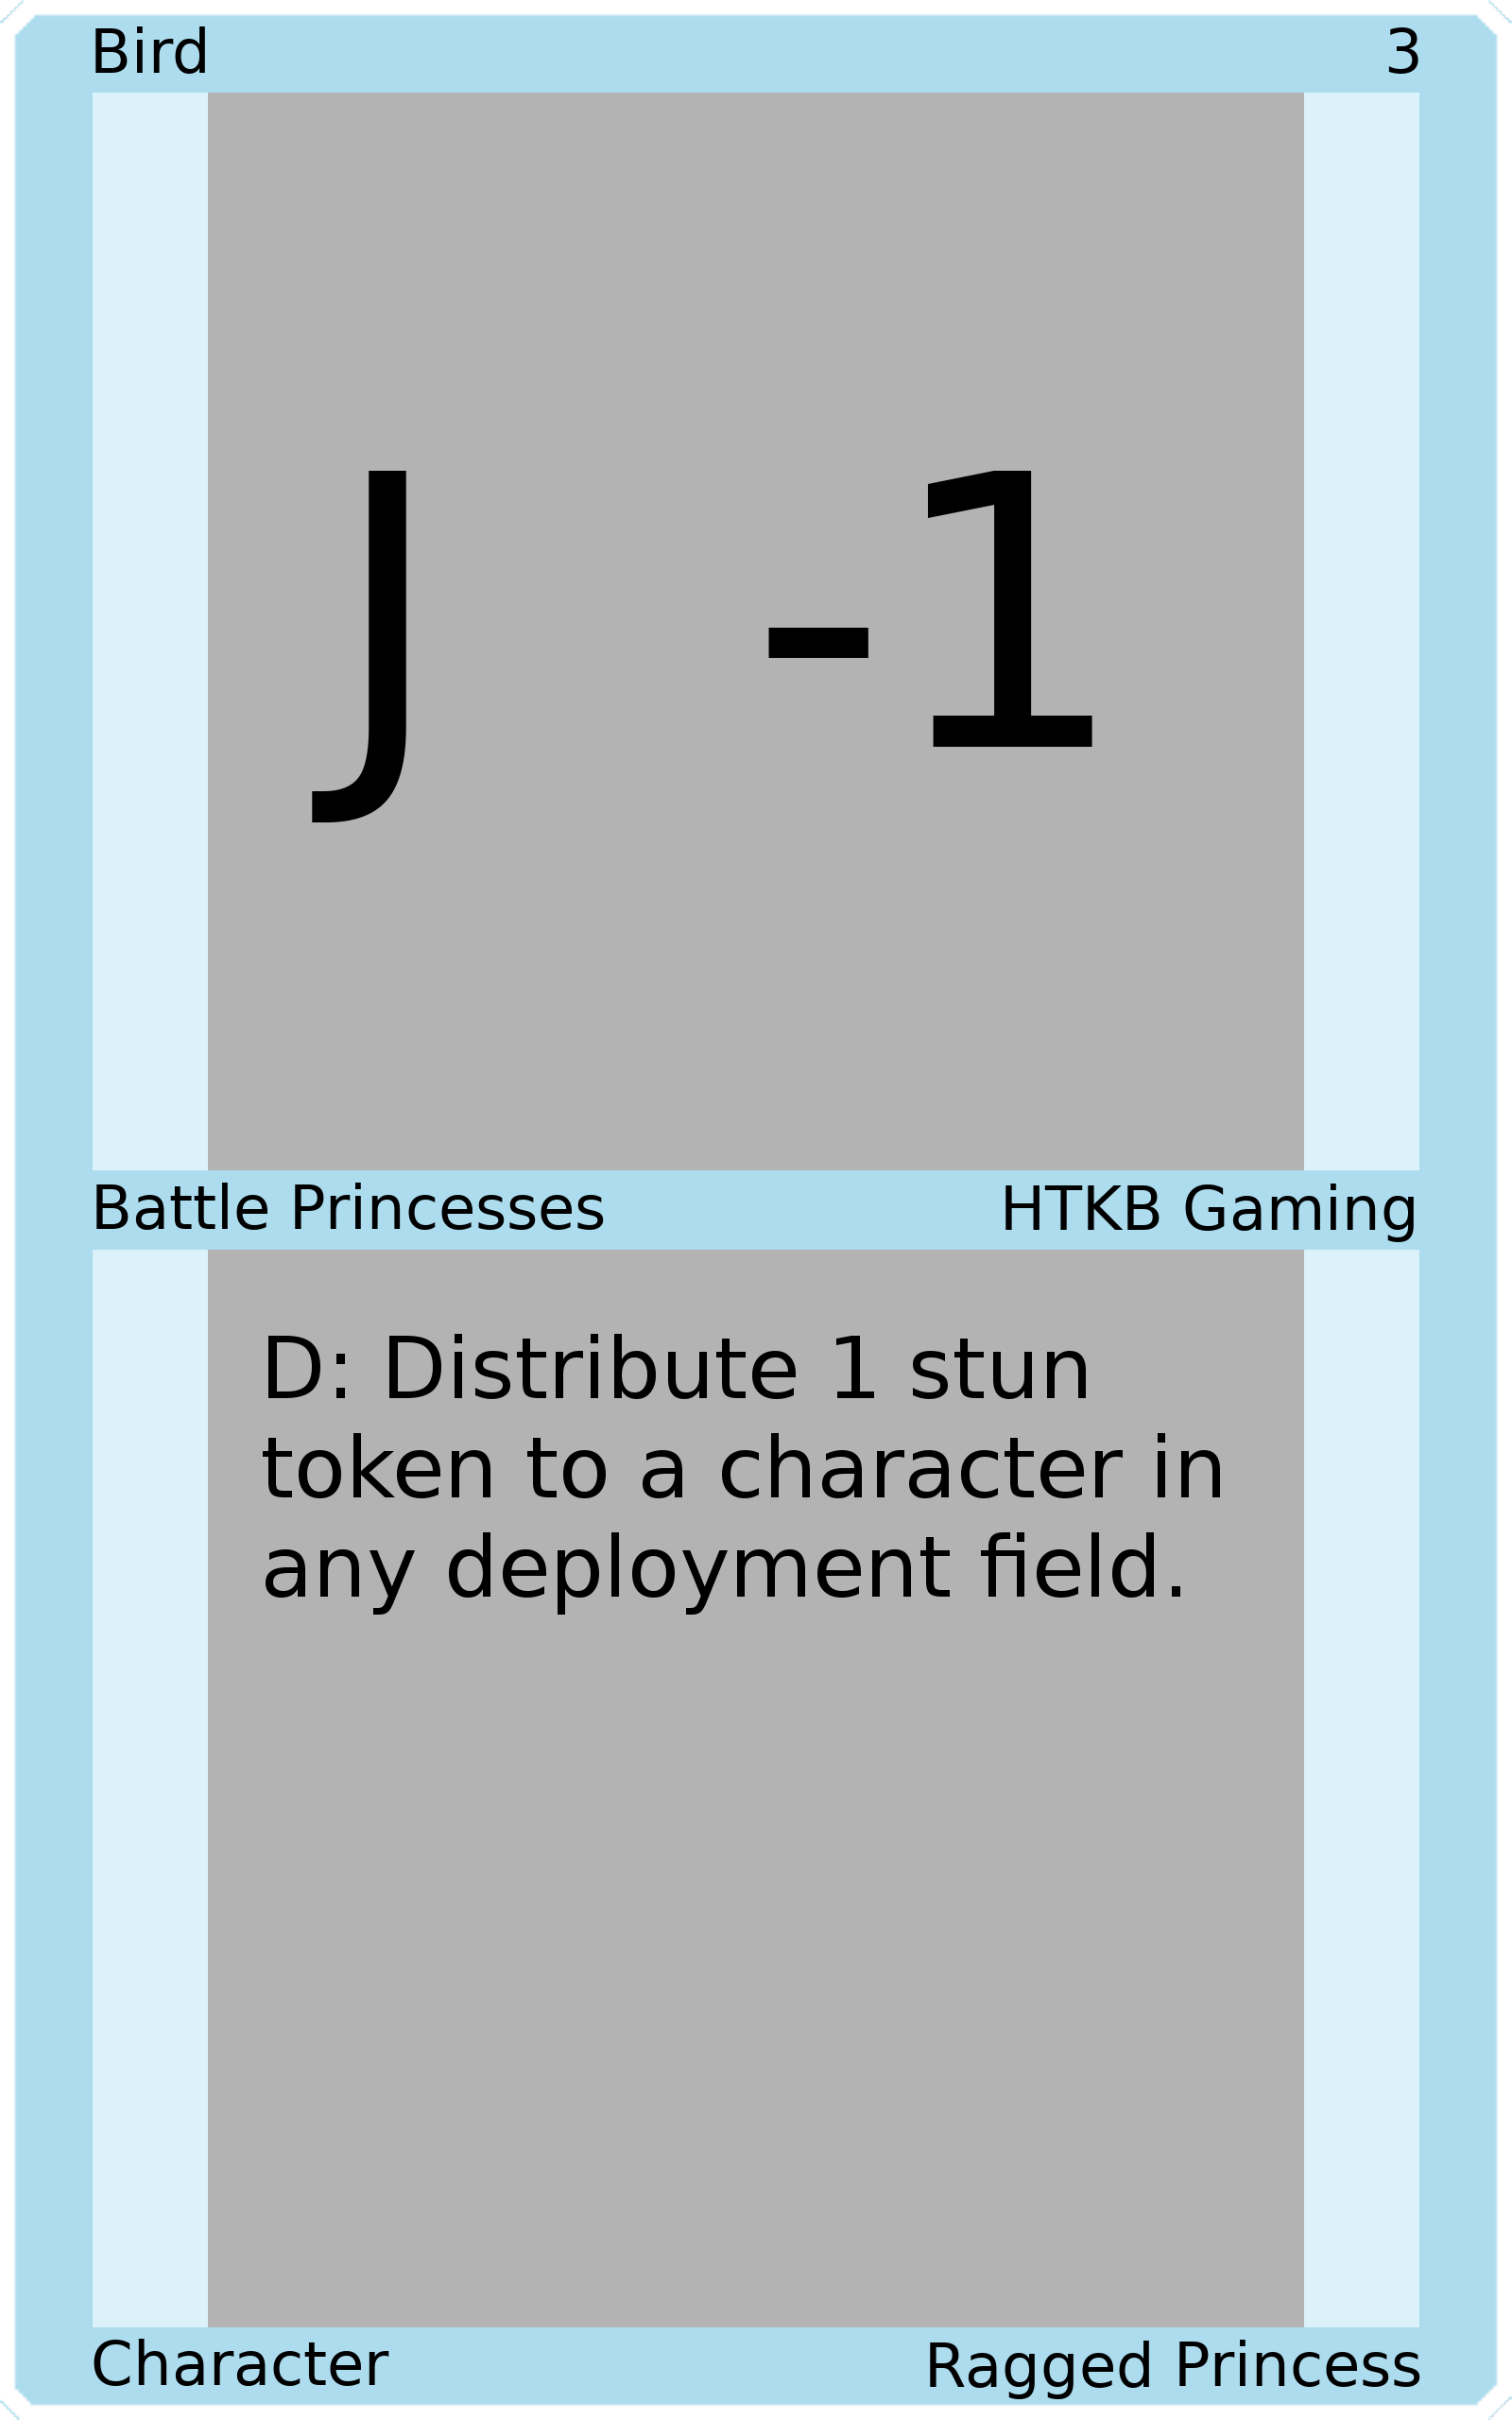 Bird 3
J -1
Battle Princesses HTKB Gaming
D: Distribute 1 stun
token to a character in
any deployment field.
Character Ragged Princess